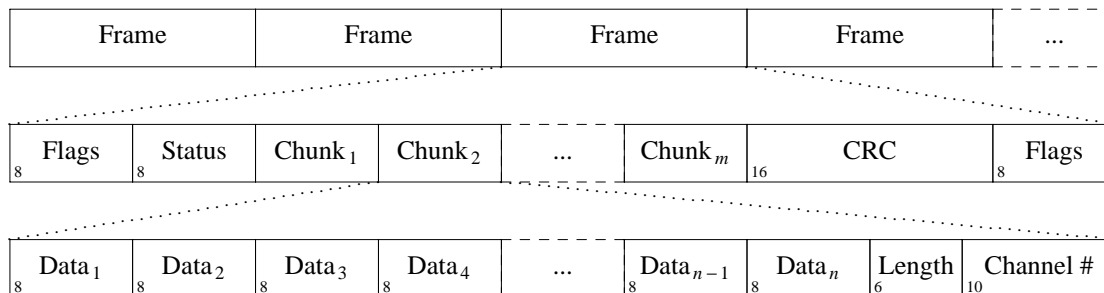 Frame Frame Frame Frame ...
Flags Status Chunk₁ Chunk₂ ... Chunkₘ CRC Flags
8 8 16 8
Data₁ Data₂ Data₃ Data₄ ... Dataₙ₋₁ Dataₙ Length Channel #
8 8 8 8 8 8 6 10